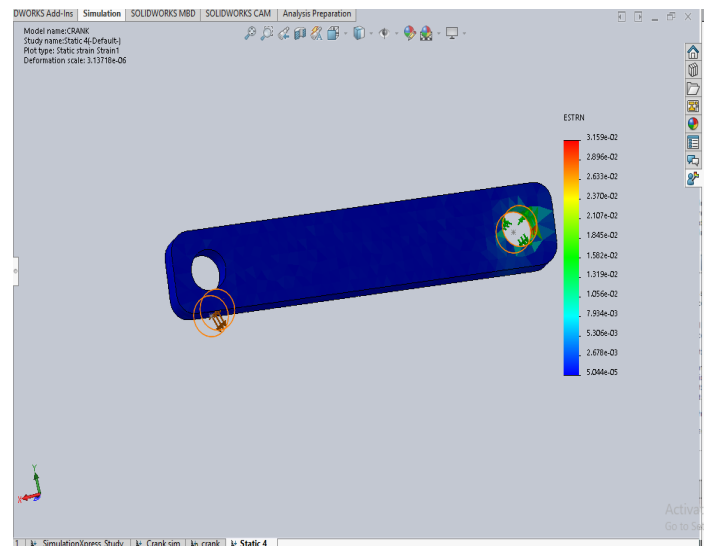 DWORKS Add-Ins Simulation SOLIDWORKS MBD SOLIDWORKS CAM Analysis Preparation
Model name:CRANK
Study name:Static 4(-Default-)
Plot type: Static strain Strain1
Deformation scale: 3.13718e-06
ESTRN
3.159e-02
2.896e-02
2.633e-02
2.370e-02
2.107e-02
1.845e-02
1.582e-02
1.319e-02
1.056e-02
7.934e-03
5.306e-03
2.678e-03
5.044e-05
Y
X
Activat
Go to Set
1 SimulationXpress Study Crank sim crank Static 4